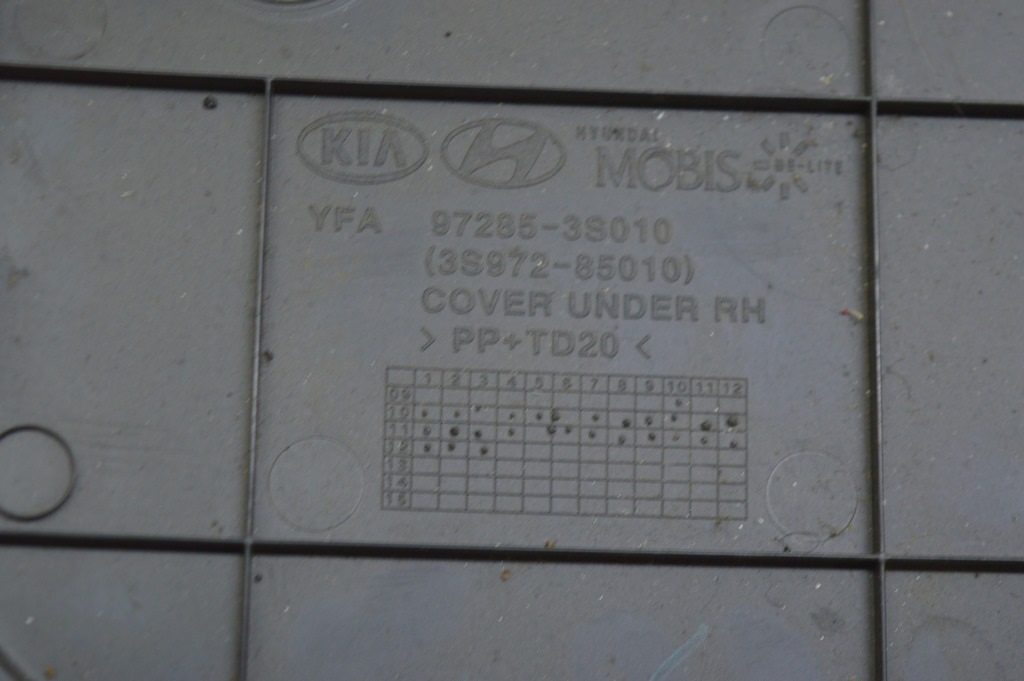 KIA HYUNDAI MOBIS BE-LITE
YFA 97285-3S010
(3S972-85010)
COVER UNDER RH
> PP+TD20 <
1 2 3 4 5 6 7 8 9 10 11 12
09
10
11
12
13
14
15